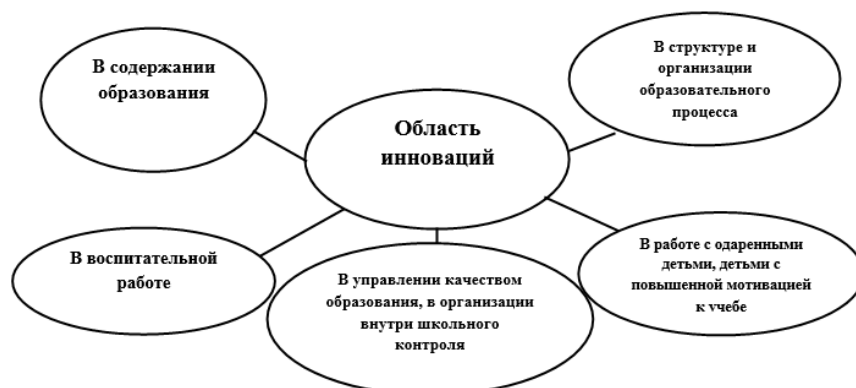 В содержании
образования
В структуре и
организации
образовательного
процесса
Область
инноваций
В воспитательной
работе
В управлении качеством
образования, в организации
внутри школьного
контроля
В работе с одаренными
детьми, детьми с
повышенной мотивацией
к учебе